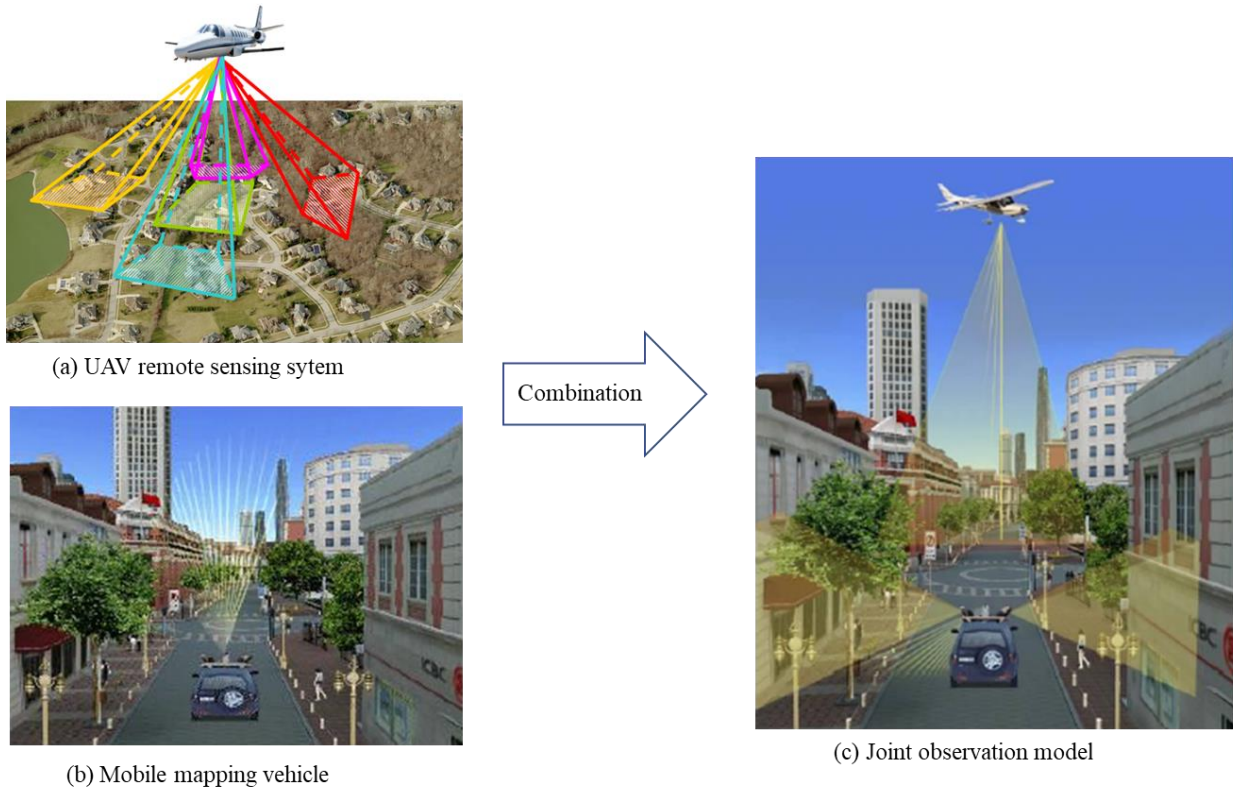 (a) UAV remote sensing sytem
Combination
(b) Mobile mapping vehicle
(c) Joint observation model
ICBC
ICBC